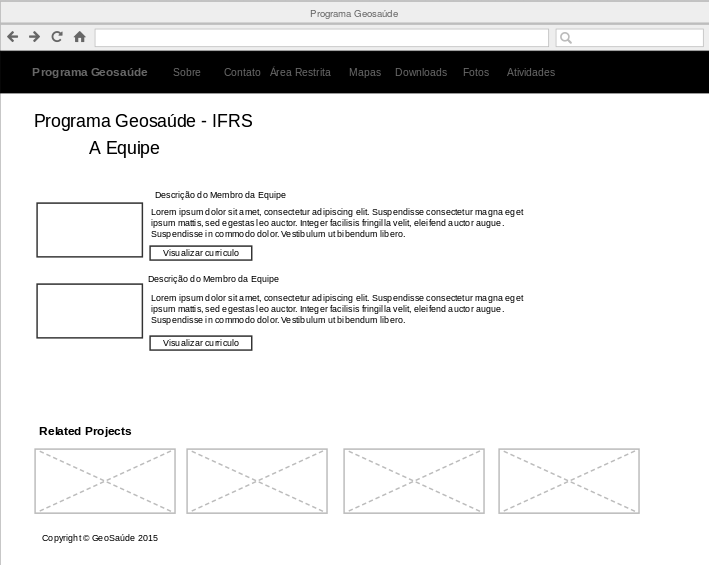 Programa Geosaúde
Programa Geosaúde Sobre Contato Área Restrita Mapas Downloads Fotos Atividades
Programa Geosaúde - IFRS
A Equipe
Descrição do Membro da Equipe
Lorem ipsum dolor sit amet, consectetur adipiscing elit. Suspendisse consectetur magna eget
ipsum mattis, sed egestas leo auctor. Integer facilisis fringilla velit, eleifend auctor augue.
Suspendisse in commodo dolor. Vestibulum ut bibendum libero.
Visualizar curriculo
Descrição do Membro da Equipe
Lorem ipsum dolor sit amet, consectetur adipiscing elit. Suspendisse consectetur magna eget
ipsum mattis, sed egestas leo auctor. Integer facilisis fringilla velit, eleifend auctor augue.
Suspendisse in commodo dolor. Vestibulum ut bibendum libero.
Visualizar curriculo
Related Projects
Copyright © GeoSaúde 2015